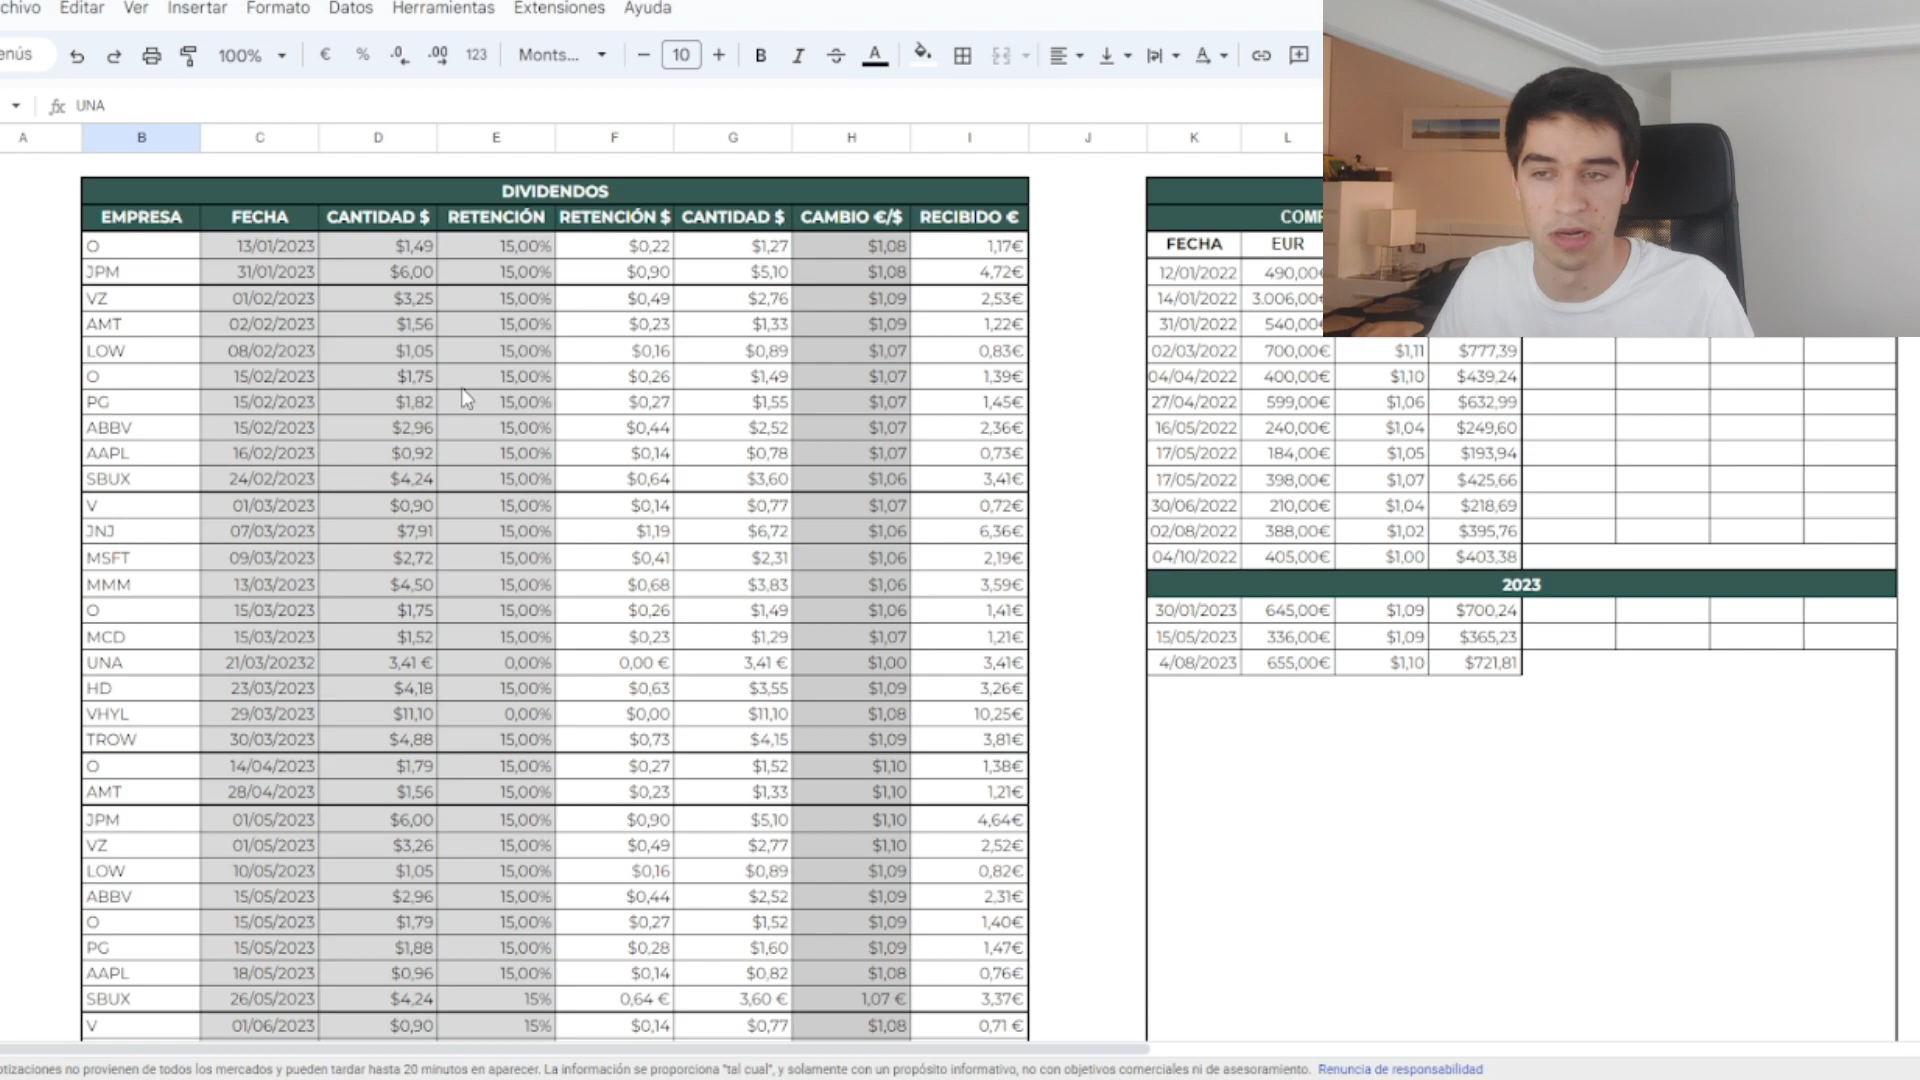 chivo Editar Ver Insertar Formato Datos Herramientas Extensiones Ayuda
enús 100% € % .0 .00 123 Monts... 10 B I A
fx UNA
A B C D E F G H I J K L
DIVIDENDOS
EMPRESA FECHA CANTIDAD $ RETENCIÓN RETENCIÓN $ CANTIDAD $ CAMBIO €/$ RECIBIDO €
O 13/01/2023 $1,49 15,00% $0,22 $1,27 $1,08 1,17€
JPM 31/01/2023 $6,00 15,00% $0,90 $5,10 $1,08 4,72€
VZ 01/02/2023 $3,25 15,00% $0,49 $2,76 $1,09 2,53€
AMT 02/02/2023 $1,56 15,00% $0,23 $1,33 $1,09 1,22€
LOW 08/02/2023 $1,05 15,00% $0,16 $0,89 $1,07 0,83€
O 15/02/2023 $1,75 15,00% $0,26 $1,49 $1,07 1,39€
PG 15/02/2023 $1,82 15,00% $0,27 $1,55 $1,07 1,45€
ABBV 15/02/2023 $2,96 15,00% $0,44 $2,52 $1,07 2,36€
AAPL 16/02/2023 $0,92 15,00% $0,14 $0,78 $1,07 0,73€
SBUX 24/02/2023 $4,24 15,00% $0,64 $3,60 $1,06 3,41€
V 01/03/2023 $0,90 15,00% $0,14 $0,77 $1,07 0,72€
JNJ 07/03/2023 $7,91 15,00% $1,19 $6,72 $1,06 6,36€
MSFT 09/03/2023 $2,72 15,00% $0,41 $2,31 $1,06 2,19€
MMM 13/03/2023 $4,50 15,00% $0,68 $3,83 $1,06 3,59€
O 15/03/2023 $1,75 15,00% $0,26 $1,49 $1,06 1,41€
MCD 15/03/2023 $1,52 15,00% $0,23 $1,29 $1,07 1,21€
UNA 21/03/20232 3,41 € 0,00% 0,00 € 3,41 € $1,00 3,41€
HD 23/03/2023 $4,18 15,00% $0,63 $3,55 $1,09 3,26€
VHYL 29/03/2023 $11,10 0,00% $0,00 $11,10 $1,08 10,25€
TROW 30/03/2023 $4,88 15,00% $0,73 $4,15 $1,09 3,81€
O 14/04/2023 $1,79 15,00% $0,27 $1,52 $1,10 1,38€
AMT 28/04/2023 $1,56 15,00% $0,23 $1,33 $1,10 1,21€
JPM 01/05/2023 $6,00 15,00% $0,90 $5,10 $1,10 4,64€
VZ 01/05/2023 $3,26 15,00% $0,49 $2,77 $1,10 2,52€
LOW 10/05/2023 $1,05 15,00% $0,16 $0,89 $1,09 0,82€
ABBV 15/05/2023 $2,96 15,00% $0,44 $2,52 $1,09 2,31€
O 15/05/2023 $1,79 15,00% $0,27 $1,52 $1,09 1,40€
PG 15/05/2023 $1,88 15,00% $0,28 $1,60 $1,09 1,47€
AAPL 18/05/2023 $0,96 15,00% $0,14 $0,82 $1,08 0,76€
SBUX 26/05/2023 $4,24 15% 0,64 € 3,60 € 1,07 € 3,37€
V 01/06/2023 $0,90 15% $0,14 $0,77 $1,08 0,71 €
COMP
FECHA EUR
12/01/2022 490,00€
14/01/2022 3.006,00€
31/01/2022 540,00€
02/03/2022 700,00€ $1,11 $777,39
04/04/2022 400,00€ $1,10 $439,24
27/04/2022 599,00€ $1,06 $632,99
16/05/2022 240,00€ $1,04 $249,60
17/05/2022 184,00€ $1,05 $193,94
17/05/2022 398,00€ $1,07 $425,66
30/06/2022 210,00€ $1,04 $218,69
02/08/2022 388,00€ $1,02 $395,76
04/10/2022 405,00€ $1,00 $403,38
2023
30/01/2023 645,00€ $1,09 $700,24
15/05/2023 336,00€ $1,09 $365,23
4/08/2023 655,00€ $1,10 $721,81
otizaciones no provienen de todos los mercados y pueden tardar hasta 20 minutos en aparecer. La información se proporciona "tal cual", y solamente con un propósito informativo, no con objetivos comerciales ni de asesoramiento. Renuncia de responsabilidad